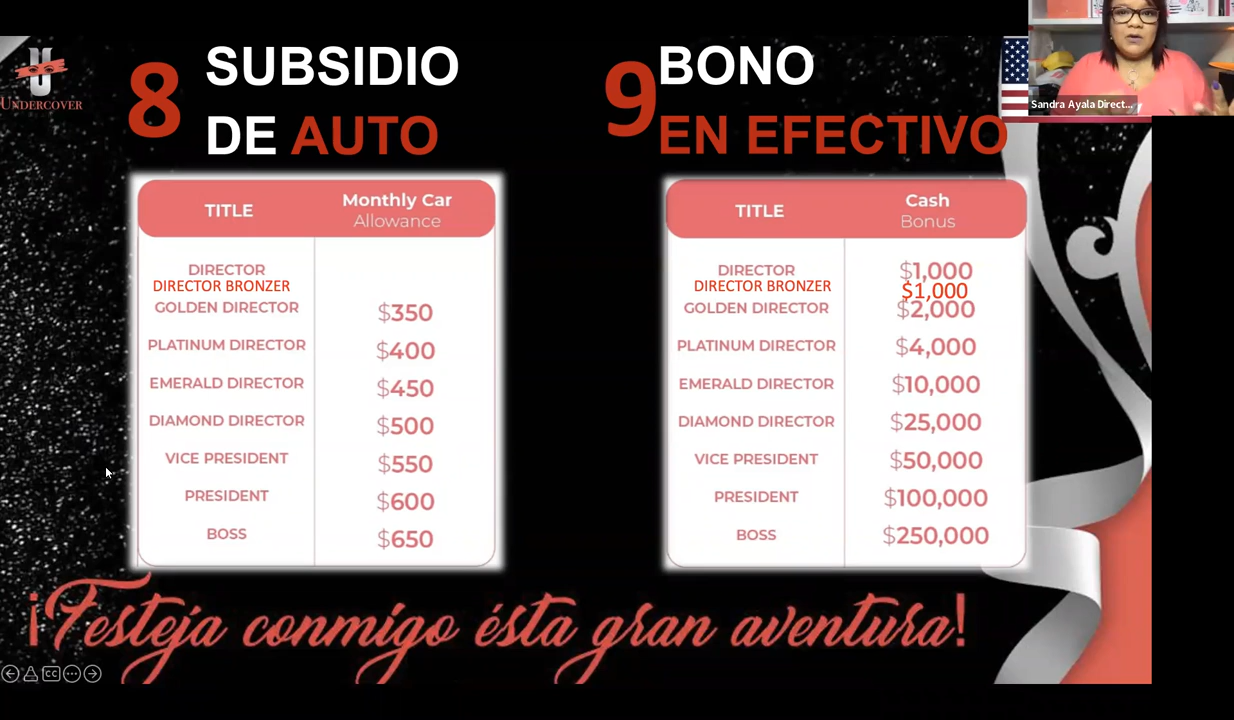 UNDERCOVER
8 SUBSIDIO
DE AUTO
9 BONO
EN EFECTIVO
Sandra Ayala Direct...
TITLE Monthly Car
Allowance
DIRECTOR
DIRECTOR BRONZER
GOLDEN DIRECTOR $350
PLATINUM DIRECTOR $400
EMERALD DIRECTOR $450
DIAMOND DIRECTOR $500
VICE PRESIDENT $550
PRESIDENT $600
BOSS $650
TITLE Cash
Bonus
DIRECTOR $1,000
DIRECTOR BRONZER $1,000
GOLDEN DIRECTOR $2,000
PLATINUM DIRECTOR $4,000
EMERALD DIRECTOR $10,000
DIAMOND DIRECTOR $25,000
VICE PRESIDENT $50,000
PRESIDENT $100,000
BOSS $250,000
¡Festeja conmigo ésta gran aventura!
CC